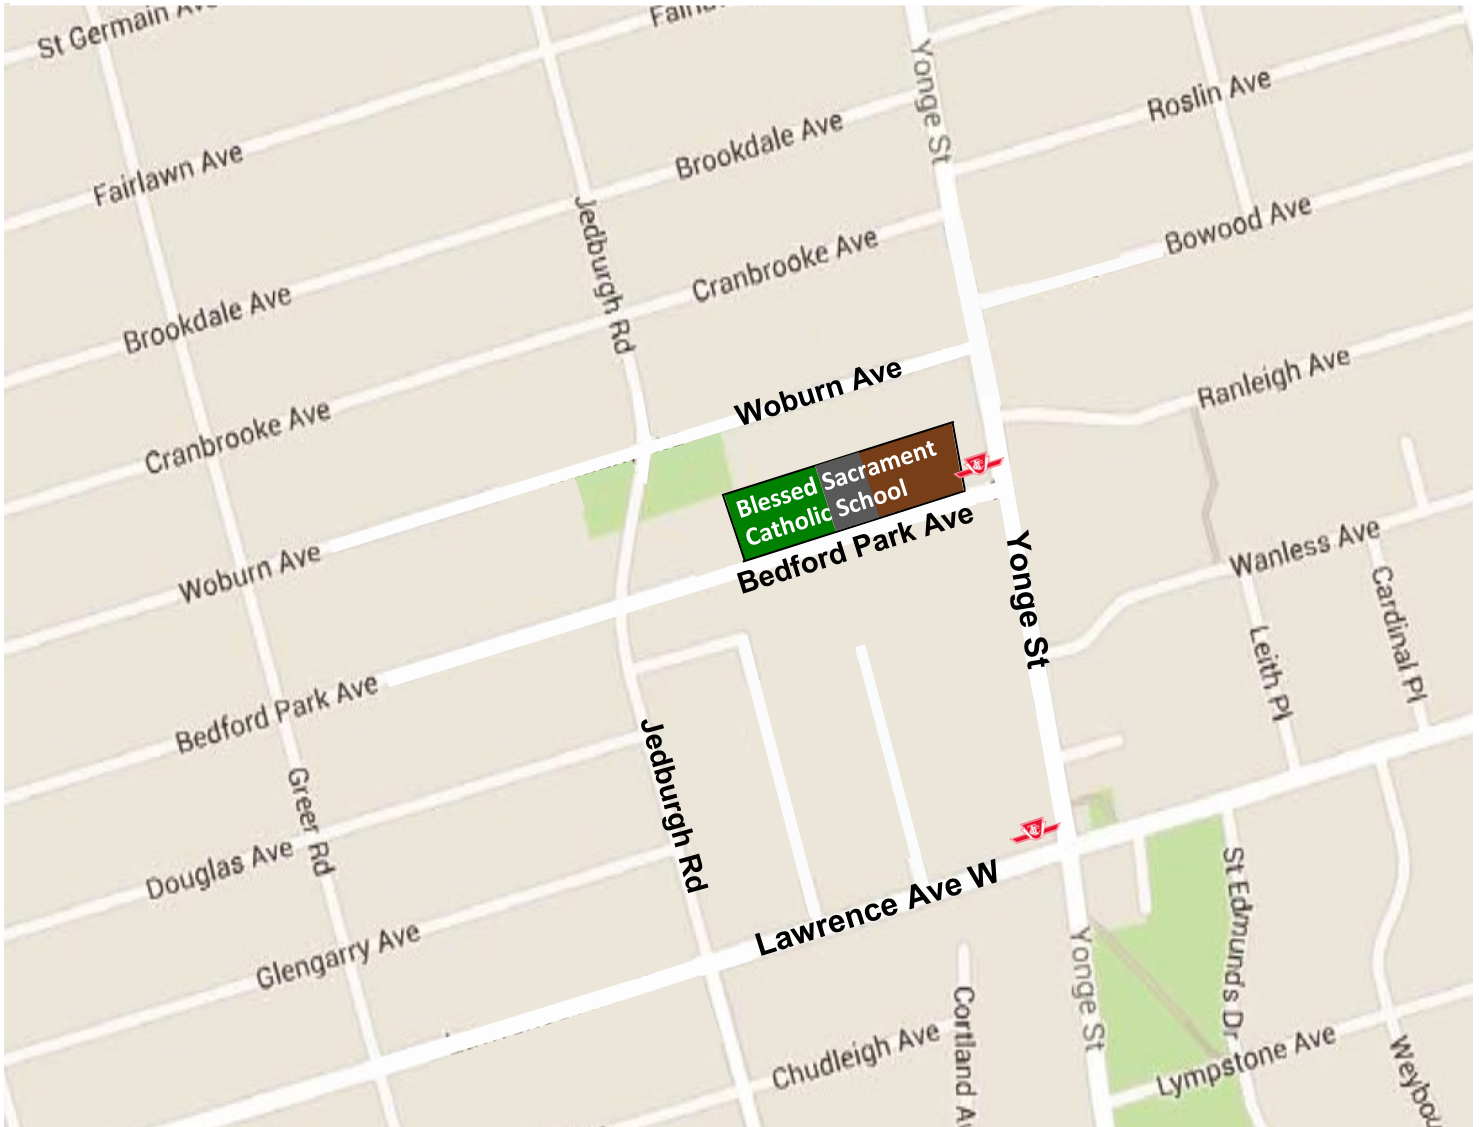 St Germain Ave
Yonge St
Roslin Ave
Brookdale Ave
Fairlawn Ave
Jedburgh Rd
Bowood Ave
Cranbrooke Ave
Brookdale Ave
Woburn Ave
Ranleigh Ave
Cranbrooke Ave
Blessed Sacrament
Catholic School
Bedford Park Ave
Woburn Ave
Yonge St
Wanless Ave
Cardinal Pl
Leith Pl
Bedford Park Ave
Jedburgh Rd
Greer Rd
Douglas Ave
Lawrence Ave W
St Edmunds Dr
Glengarry Ave
Yonge St
Cortland A
Chudleigh Ave
Lympstone Ave
Weybou